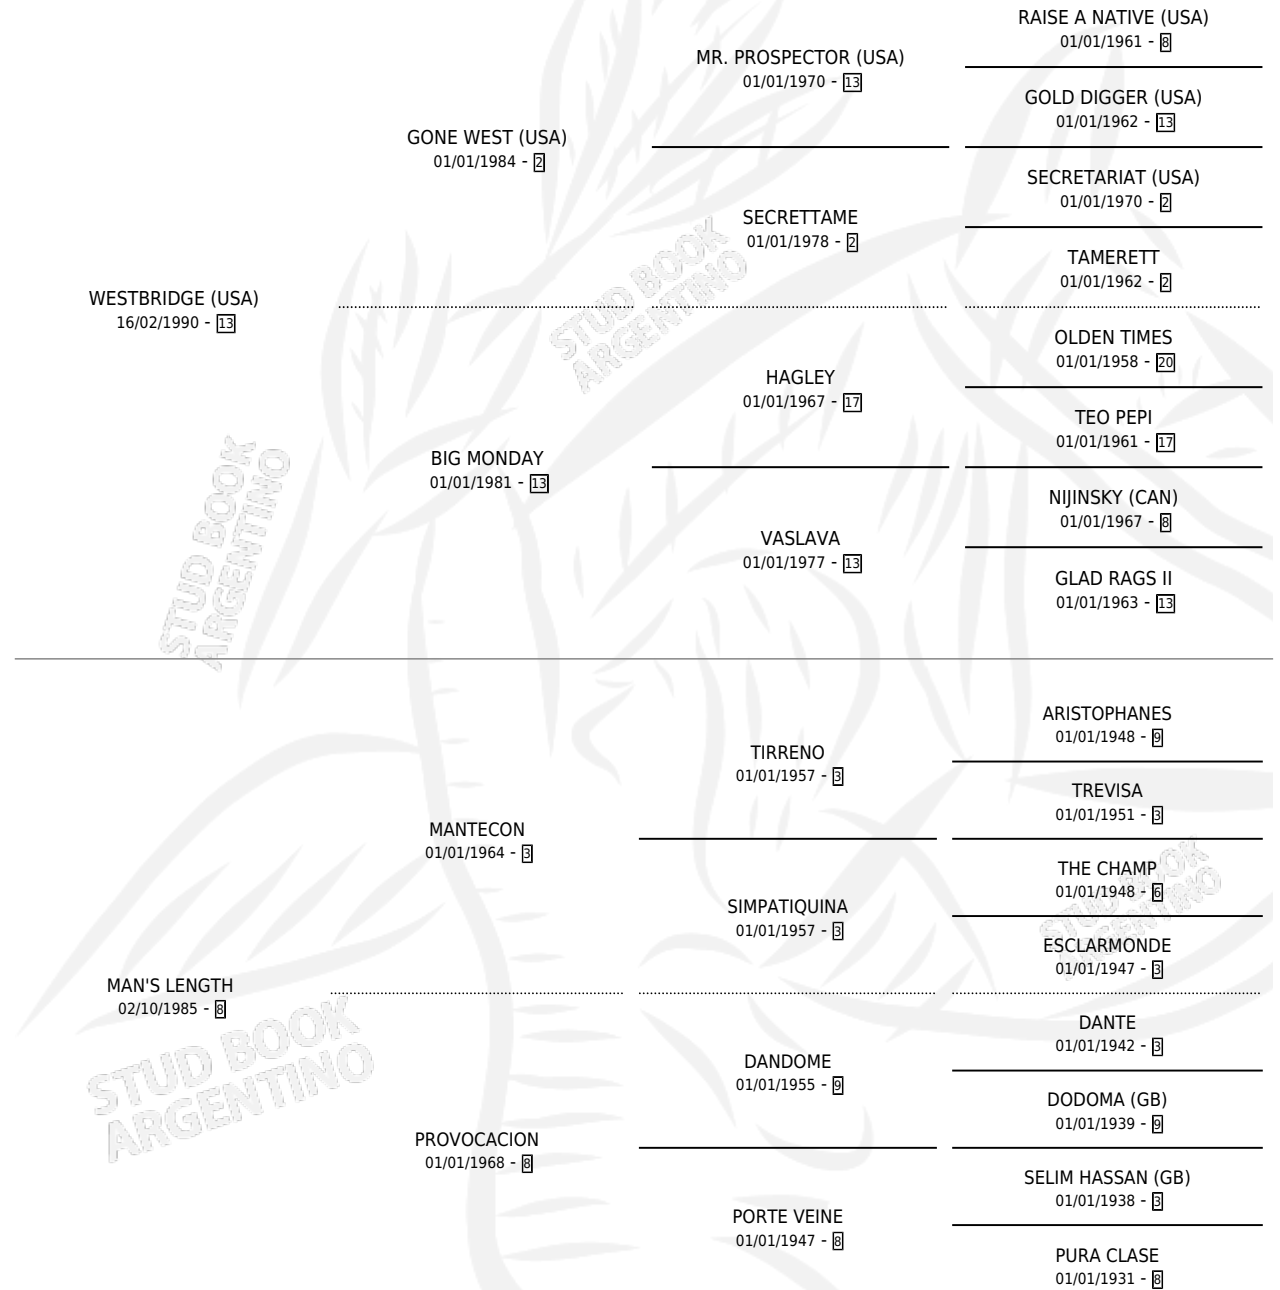 RAISE A NATIVE (USA)
01/01/1961 - 8
MR. PROSPECTOR (USA)
01/01/1970 - 13
GOLD DIGGER (USA)
01/01/1962 - 13
GONE WEST (USA)
01/01/1984 - 2
SECRETARIAT (USA)
01/01/1970 - 2
SECRETTAME
01/01/1978 - 2
TAMERETT
01/01/1962 - 2
WESTBRIDGE (USA)
16/02/1990 - 13
OLDEN TIMES
01/01/1958 - 20
HAGLEY
01/01/1967 - 17
TEO PEPI
01/01/1961 - 17
BIG MONDAY
01/01/1981 - 13
NIJINSKY (CAN)
01/01/1967 - 8
VASLAVA
01/01/1977 - 13
GLAD RAGS II
01/01/1963 - 13
ARISTOPHANES
01/01/1948 - 9
TIRRENO
01/01/1957 - 3
TREVISA
01/01/1951 - 3
MANTECON
01/01/1964 - 3
THE CHAMP
01/01/1948 - 6
SIMPATIQUINA
01/01/1957 - 3
ESCLARMONDE
01/01/1947 - 3
MAN'S LENGTH
02/10/1985 - 8
DANTE
01/01/1942 - 3
DANDOME
01/01/1955 - 9
DODOMA (GB)
01/01/1939 - 9
PROVOCACION
01/01/1968 - 8
SELIM HASSAN (GB)
01/01/1938 - 3
PORTE VEINE
01/01/1947 - 8
PURA CLASE
01/01/1931 - 8
STUD BOOK
ARGENTINO
STUD BOOK
ARGENTINO
STUD BOOK
ARGENTINO
STUD BOOK
ARGENTINO